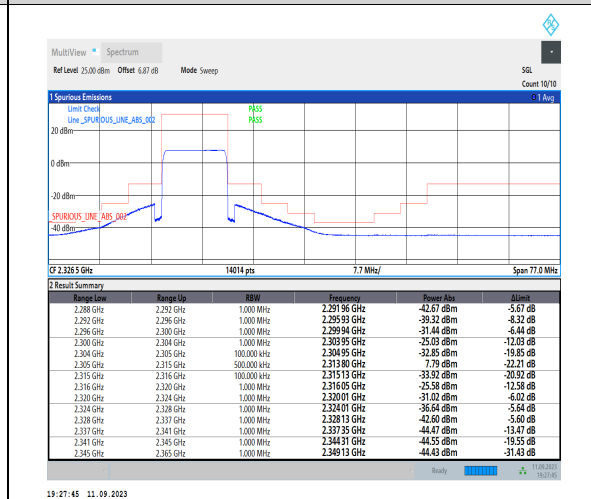 MultiView Spectrum
Ref Level 25.00 dBm Offset 6.87 dB Mode Sweep SGL
Count 10/10
1 Spurious Emissions 1 Avg
Limit Check PASS
Line _SPURIOUS_LINE_ABS_002 PASS
20 dBm
0 dBm
-20 dBm
_SPURIOUS_LINE_ABS_002
-40 dBm
CF 2.3265 GHz 14014 pts 7.7 MHz/ Span 77.0 MHz
2 Result Summary
Range Low Range Up RBW Frequency Power Abs ΔLimit
2.288 GHz 2.292 GHz 1.000 MHz 2.29196 GHz -42.67 dBm -5.67 dB
2.292 GHz 2.296 GHz 1.000 MHz 2.29593 GHz -39.32 dBm -8.32 dB
2.296 GHz 2.300 GHz 1.000 MHz 2.29994 GHz -31.44 dBm -6.44 dB
2.300 GHz 2.304 GHz 1.000 MHz 2.30395 GHz -25.03 dBm -12.03 dB
2.304 GHz 2.305 GHz 100.000 kHz 2.30495 GHz -32.85 dBm -19.85 dB
2.305 GHz 2.315 GHz 500.000 kHz 2.31380 GHz 7.79 dBm -22.21 dB
2.315 GHz 2.316 GHz 100.000 kHz 2.31513 GHz -33.92 dBm -20.92 dB
2.316 GHz 2.320 GHz 1.000 MHz 2.31605 GHz -25.58 dBm -12.58 dB
2.320 GHz 2.324 GHz 1.000 MHz 2.32001 GHz -31.02 dBm -6.02 dB
2.324 GHz 2.328 GHz 1.000 MHz 2.32401 GHz -36.64 dBm -5.64 dB
2.328 GHz 2.337 GHz 1.000 MHz 2.32813 GHz -42.60 dBm -5.60 dB
2.337 GHz 2.341 GHz 1.000 MHz 2.33735 GHz -44.47 dBm -13.47 dB
2.341 GHz 2.345 GHz 1.000 MHz 2.34431 GHz -44.55 dBm -19.55 dB
2.345 GHz 2.365 GHz 1.000 MHz 2.34913 GHz -44.43 dBm -31.43 dB
Ready 11.09.2023
19:27:45
19:27:45 11.09.2023